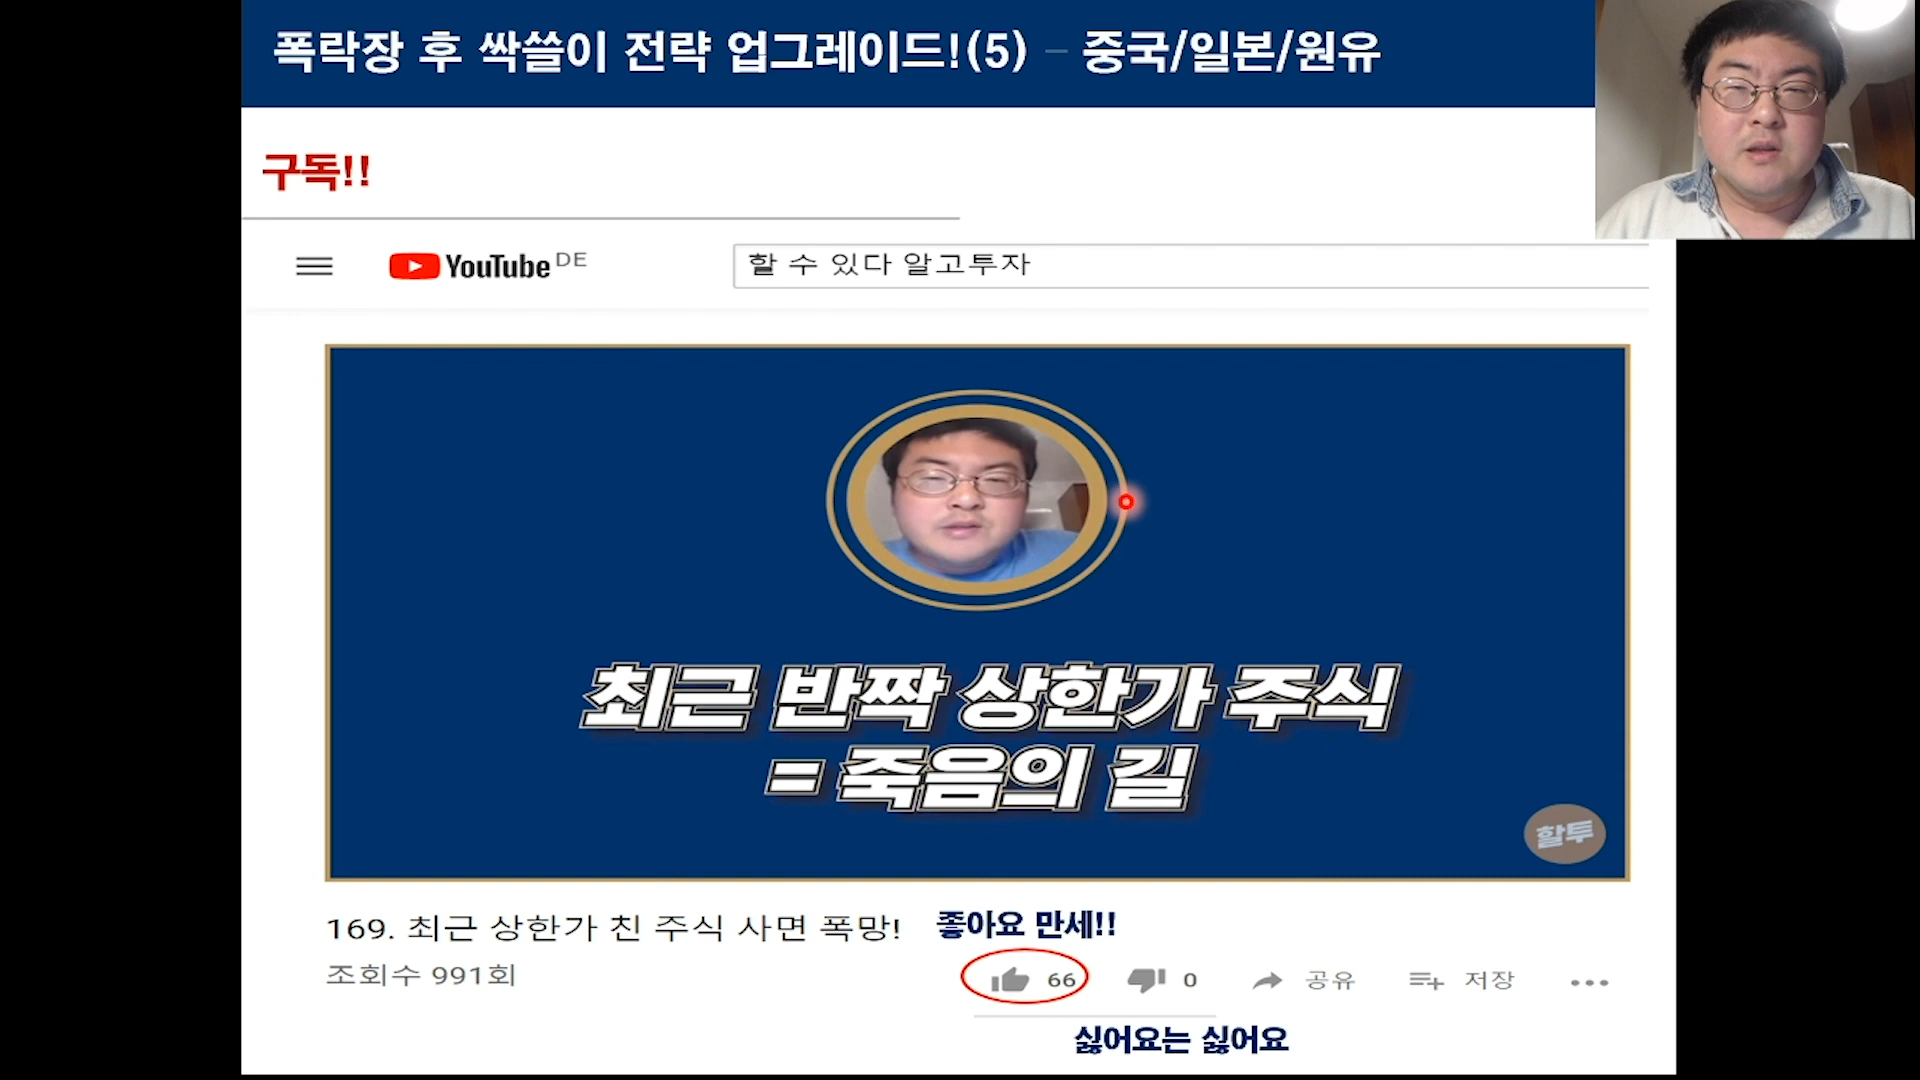 폭락장 후 싹쓸이 전략 업그레이드!(5) – 중국/일본/원유
구독!!
YouTube DE
할 수 있다 알고투자
최근 반짝 상한가 주식
= 죽음의 길
할투
169. 최근 상한가 친 주식 사면 폭망!
좋아요 만세!!
조회수 991회
66
0
공유
저장
싫어요는 싫어요